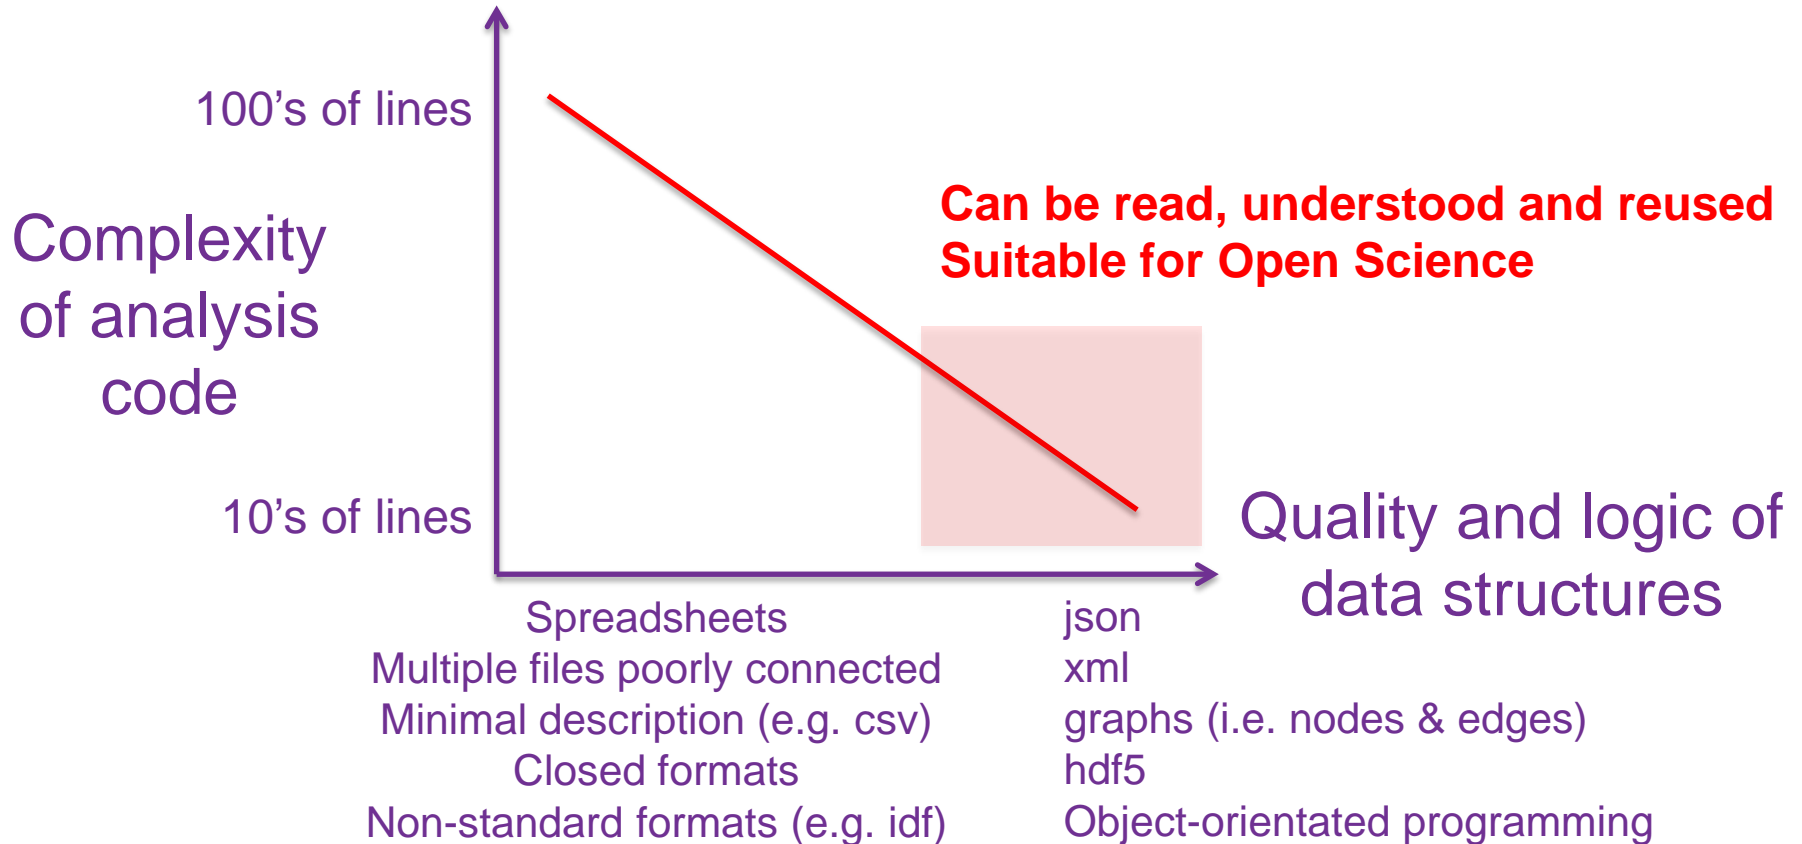 100’s of lines
Complexity
of analysis
code
10’s of lines
Can be read, understood and reused
Suitable for Open Science
Quality and logic of
data structures
Spreadsheets
Multiple files poorly connected
Minimal description (e.g. csv)
Closed formats
Non-standard formats (e.g. idf)
json
xml
graphs (i.e. nodes & edges)
hdf5
Object-orientated programming